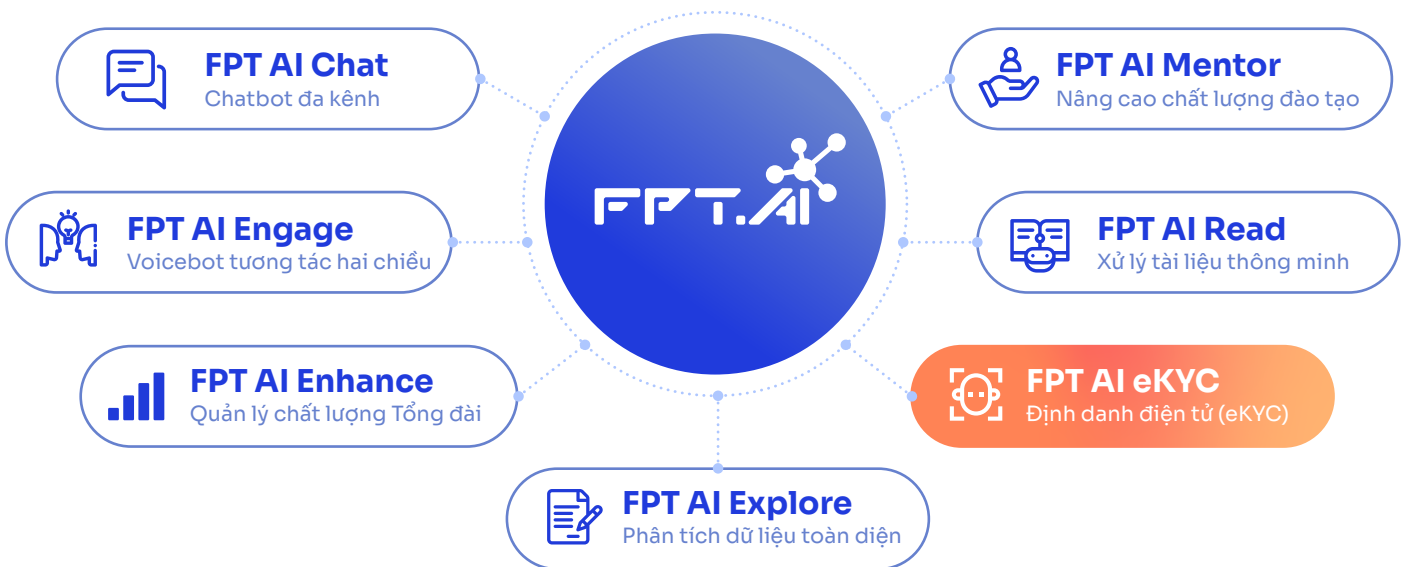 FPT AI Chat
Chatbot đa kênh
FPT AI Mentor
Nâng cao chất lượng đào tạo
FPT.AI
FPT AI Engage
Voicebot tương tác hai chiều
FPT AI Read
Xử lý tài liệu thông minh
FPT AI Enhance
Quản lý chất lượng Tổng đài
FPT AI eKYC
Định danh điện tử (eKYC)
FPT AI Explore
Phân tích dữ liệu toàn diện